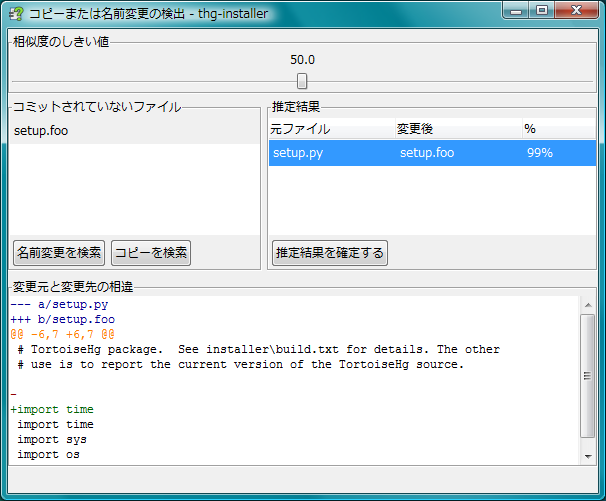 コピーまたは名前変更の検出 - thg-installer
相似度のしきい値
50.0
コミットされていないファイル
setup.foo
名前変更を検索 コピーを検索
推定結果
元ファイル 変更後 %
setup.py setup.foo 99%
推定結果を確定する
変更元と変更先の相違
--- a/setup.py
+++ b/setup.foo
@@ -6,7 +6,7 @@
 # TortoiseHg package.  See installer\build.txt for details. The other
 # use is to report the current version of the TortoiseHg source.
-
+import time
 import time
 import sys
 import os